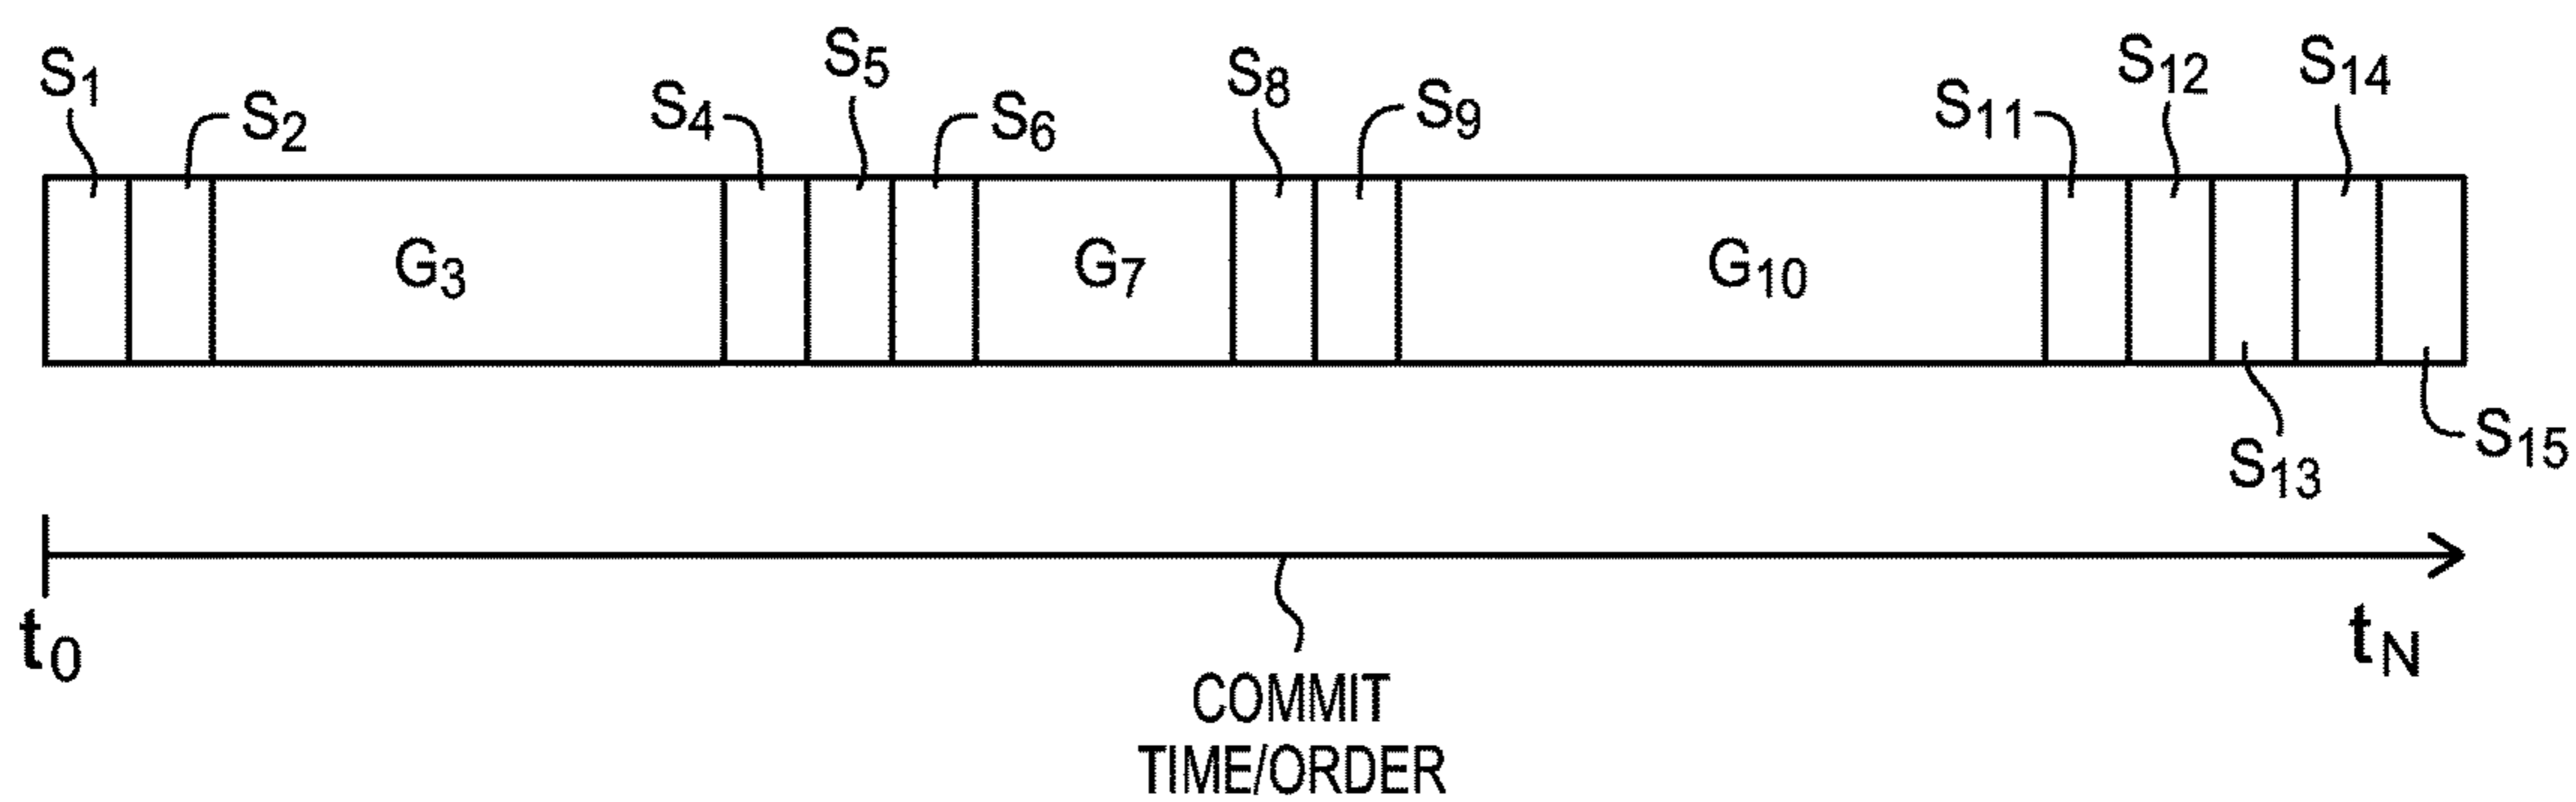 S1
S2
S4
S5
S6
S8
S9
S11
S12
S14
G3
G7
G10
S13
S15
t0
tN
COMMIT
TIME/ORDER